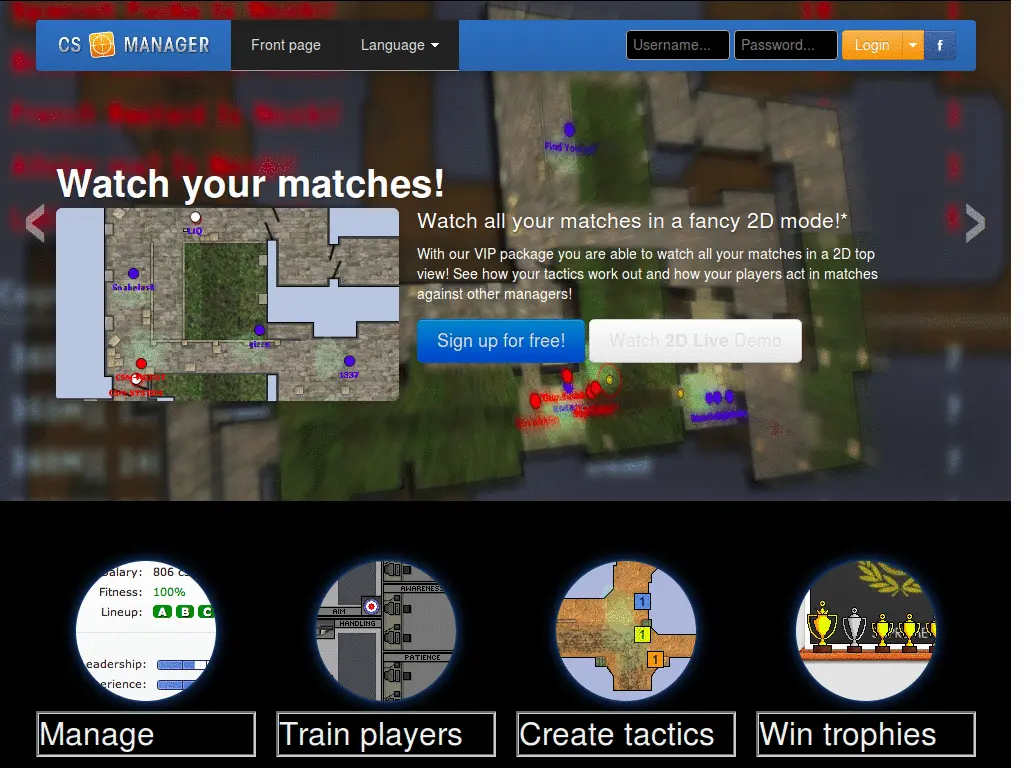 CS MANAGER
Front page
Language
Username...
Password...
Login
f
Watch your matches!
LIQ
1337
Watch all your matches in a fancy 2D mode!*
With our VIP package you are able to watch all your matches in a 2D top
view! See how your tactics work out and how your players act in matches
against other managers!
Sign up for free!
Watch 2D Live Demo
806
Fitness: 100%
Lineup: A B C
AWARENESS
AIM
HANDLING
PATIENCE
1
1
1
Manage
Train players
Create tactics
Win trophies